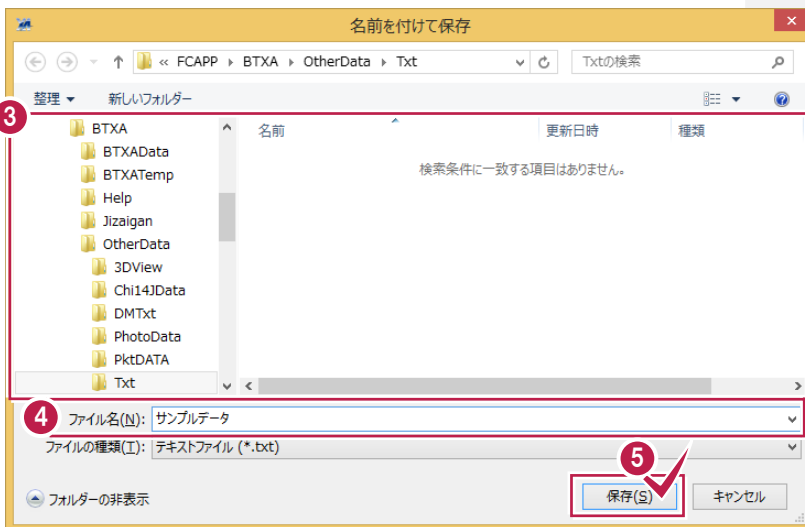 名前を付けて保存
« FCAPP ▸ BTXA ▸ OtherData ▸ Txt
Txtの検索
整理 ▼ 新しいフォルダー
3
BTXA
BTXAData
BTXATemp
Help
Jizaigan
OtherData
3DView
Chi14JData
DMTxt
PhotoData
PktDATA
Txt
名前 更新日時 種類
検索条件に一致する項目はありません。
4
ファイル名(N): サンプルデータ
ファイルの種類(T): テキストファイル (*.txt)
5
フォルダーの非表示
保存(S) キャンセル